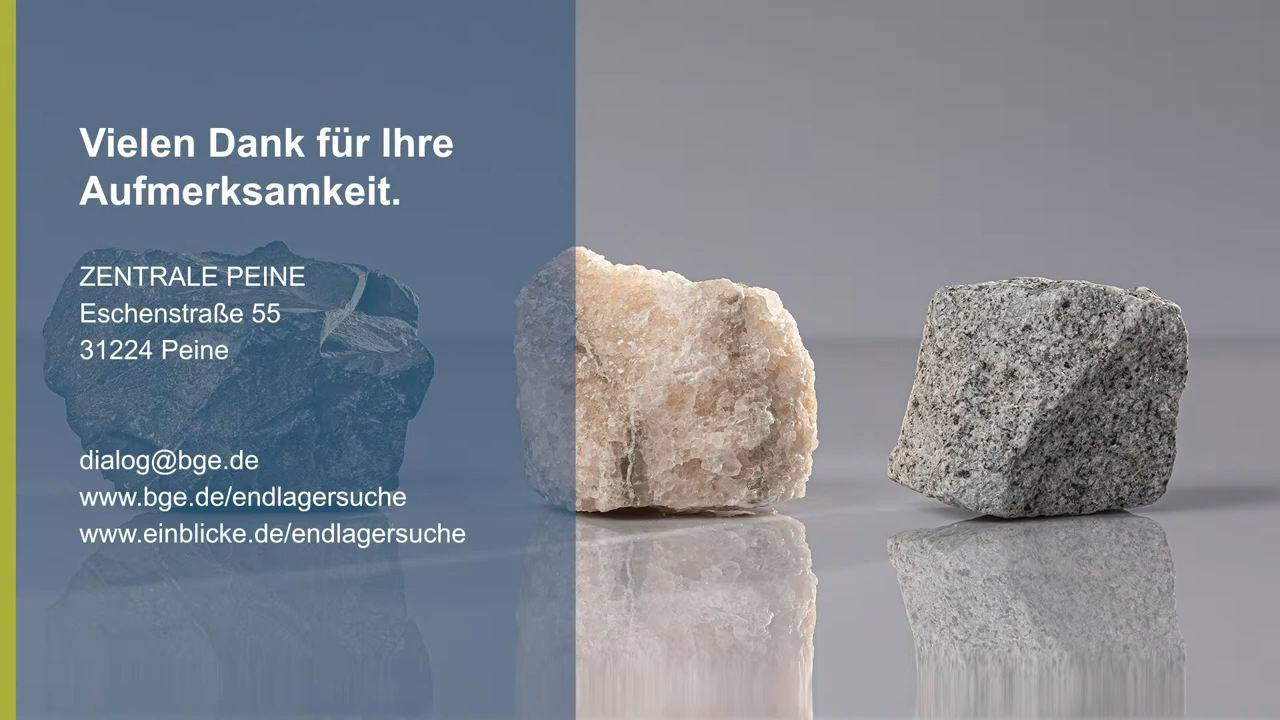 Vielen Dank für Ihre
Aufmerksamkeit.
ZENTRALE PEINE
Eschenstraße 55
31224 Peine
dialog@bge.de
www.bge.de/endlagersuche
www.einblicke.de/endlagersuche